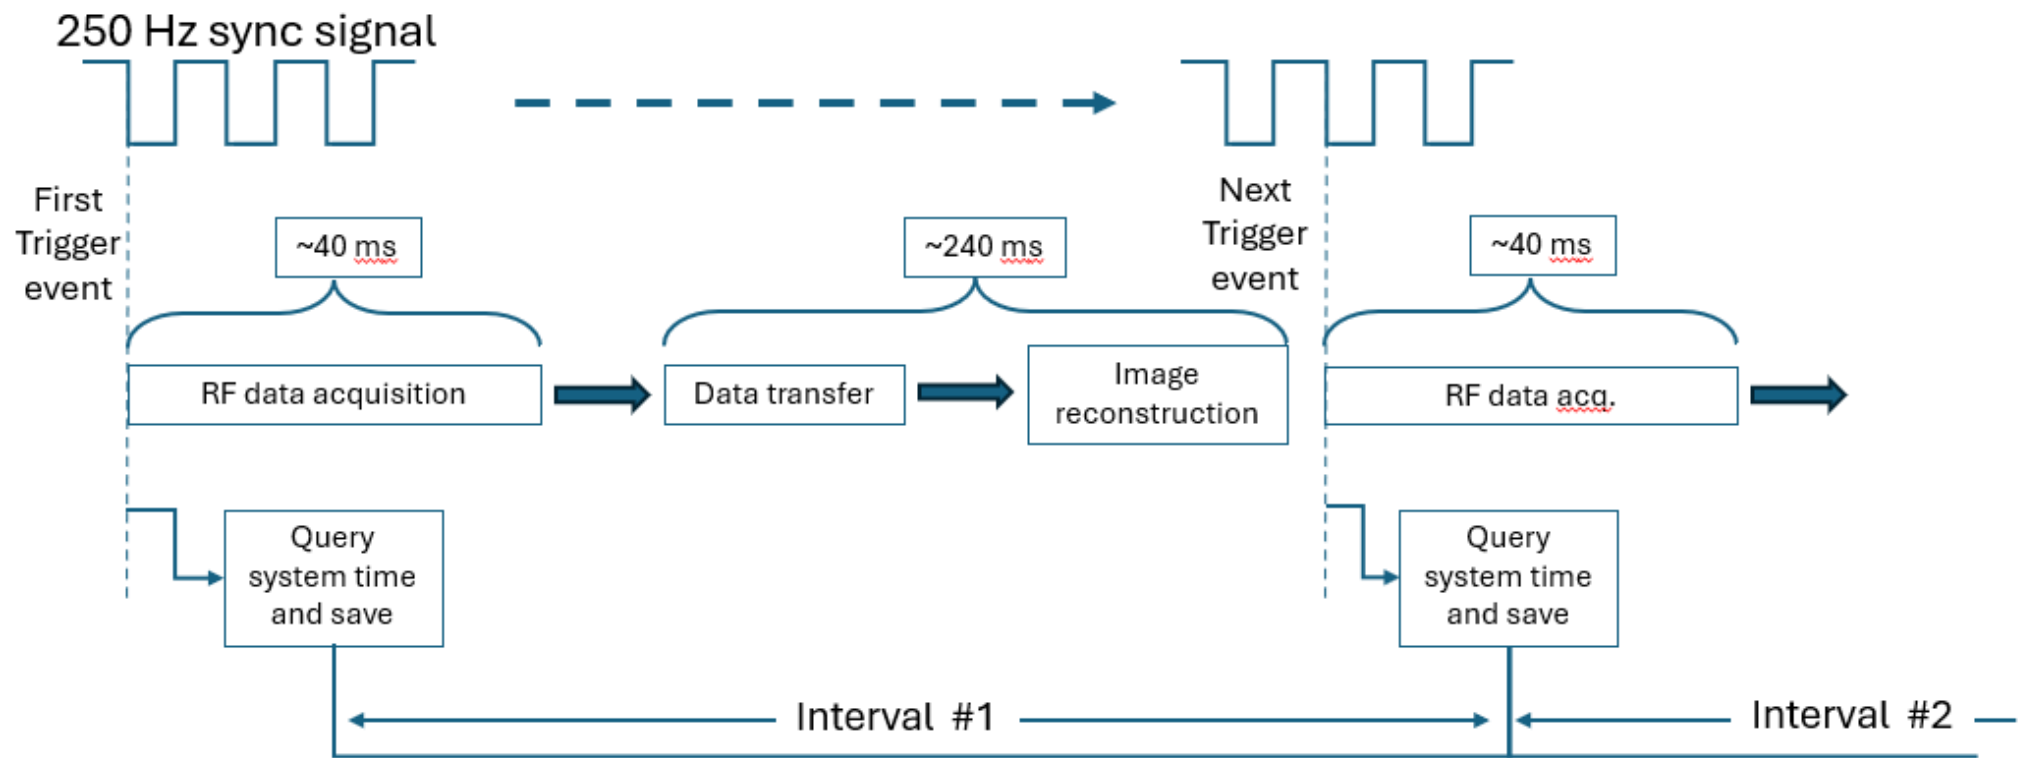 250 Hz sync signal
First
Trigger
event
~40 ms
~240 ms
Next
Trigger
event
~40 ms
RF data acquisition
Data transfer
Image
reconstruction
RF data acq.
Query
system time
and save
Query
system time
and save
Interval #1
Interval #2